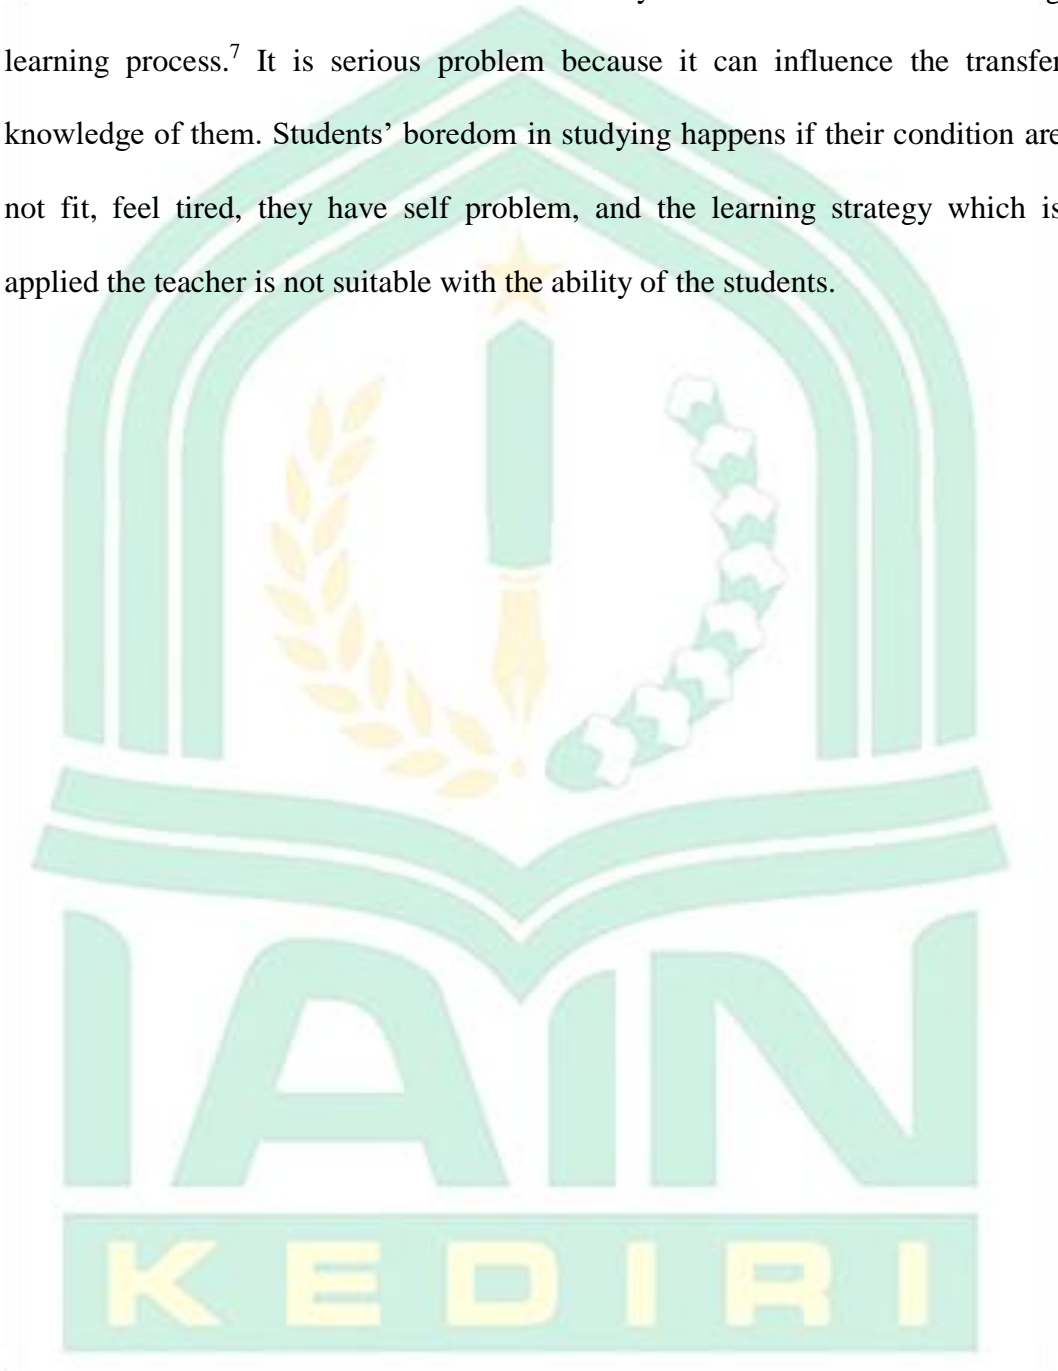 learning process.7 It is serious problem because it can influence the transfer
knowledge of them. Students’ boredom in studying happens if their condition are
not fit, feel tired, they have self problem, and the learning strategy which is
applied the teacher is not suitable with the ability of the students.
IAIN
KEDIRI